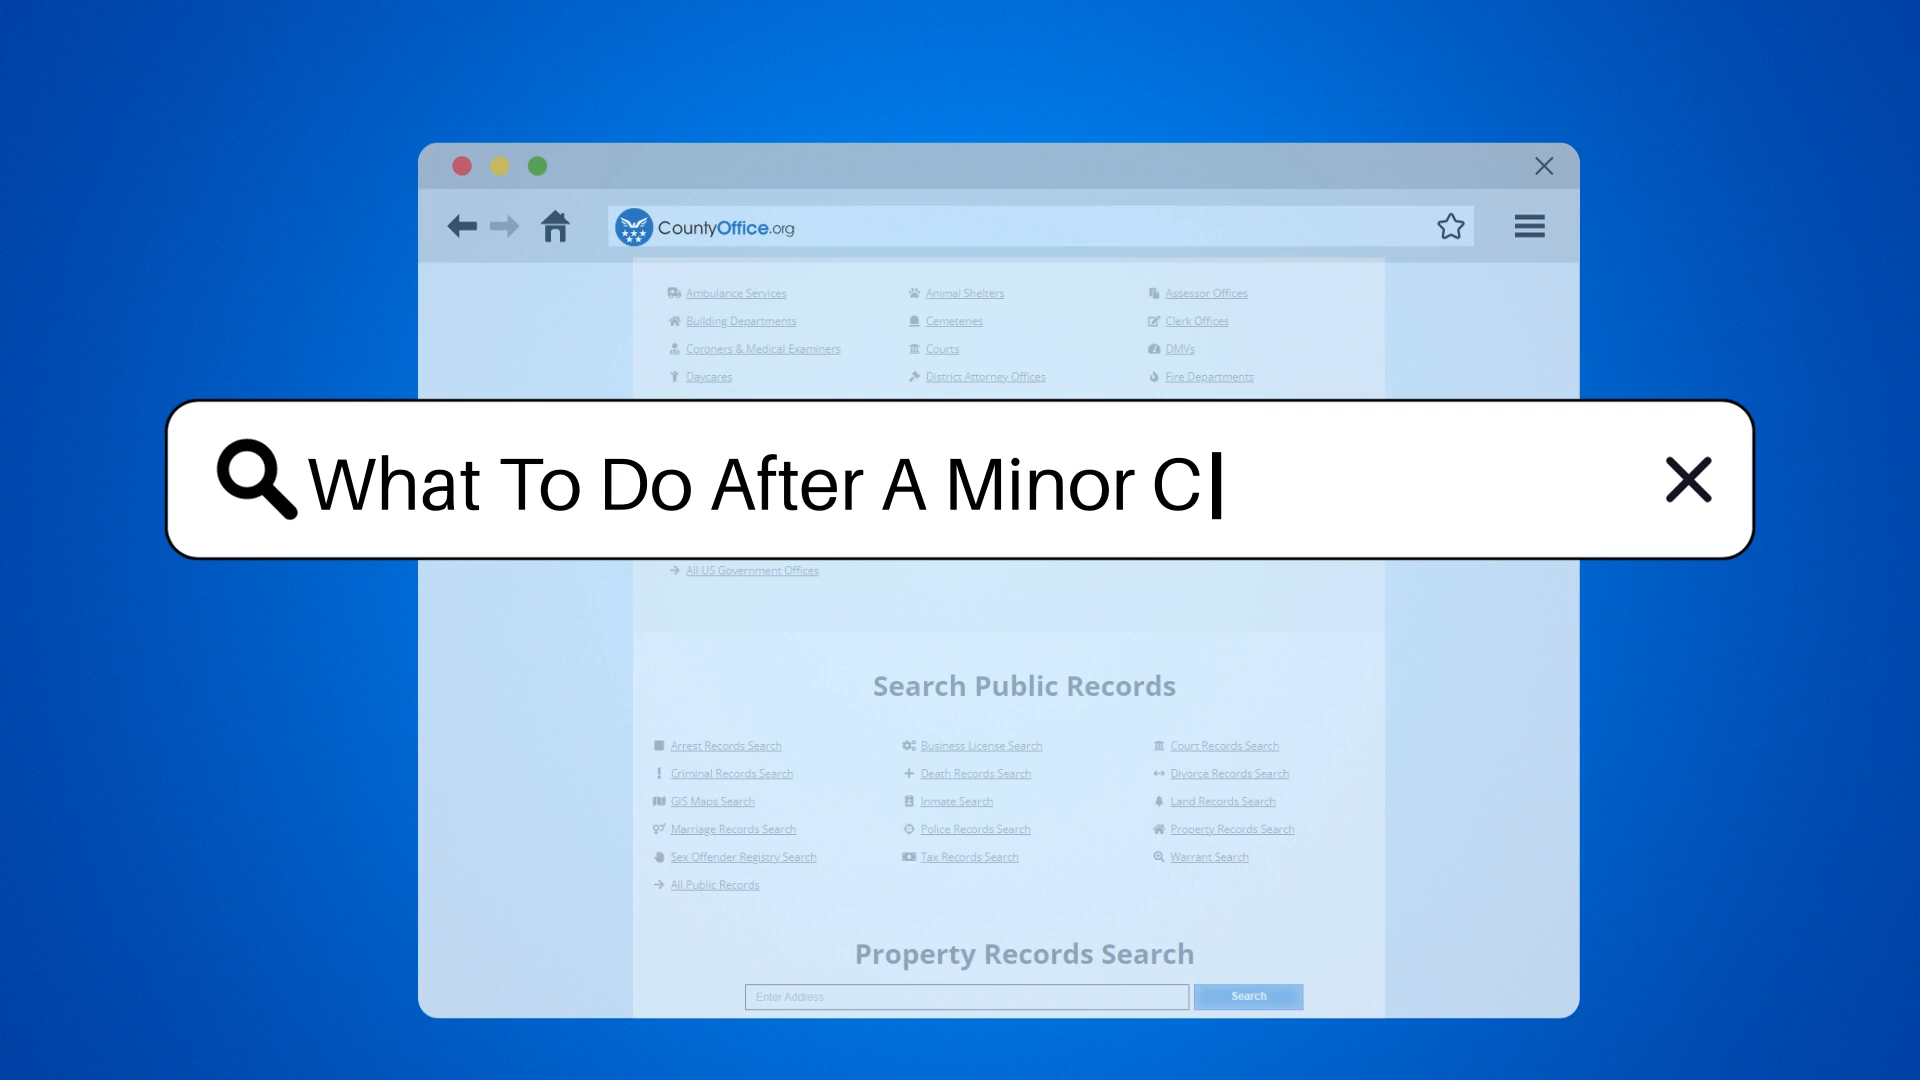 CountyOffice.org
Ambulance Services Animal Shelters Assessor Offices
Building Departments Cemeteries Clerk Offices
Coroners & Medical Examiners Courts DMVs
Daycares District Attorney Offices Fire Departments
What To Do After A Minor C
All US Government Offices
Search Public Records
Arrest Records Search Business License Search Court Records Search
Criminal Records Search Death Records Search Divorce Records Search
GIS Maps Search Inmate Search Land Records Search
Marriage Records Search Police Records Search Property Records Search
Sex Offender Registry Search Tax Records Search Warrant Search
All Public Records
Property Records Search
Enter Address Search